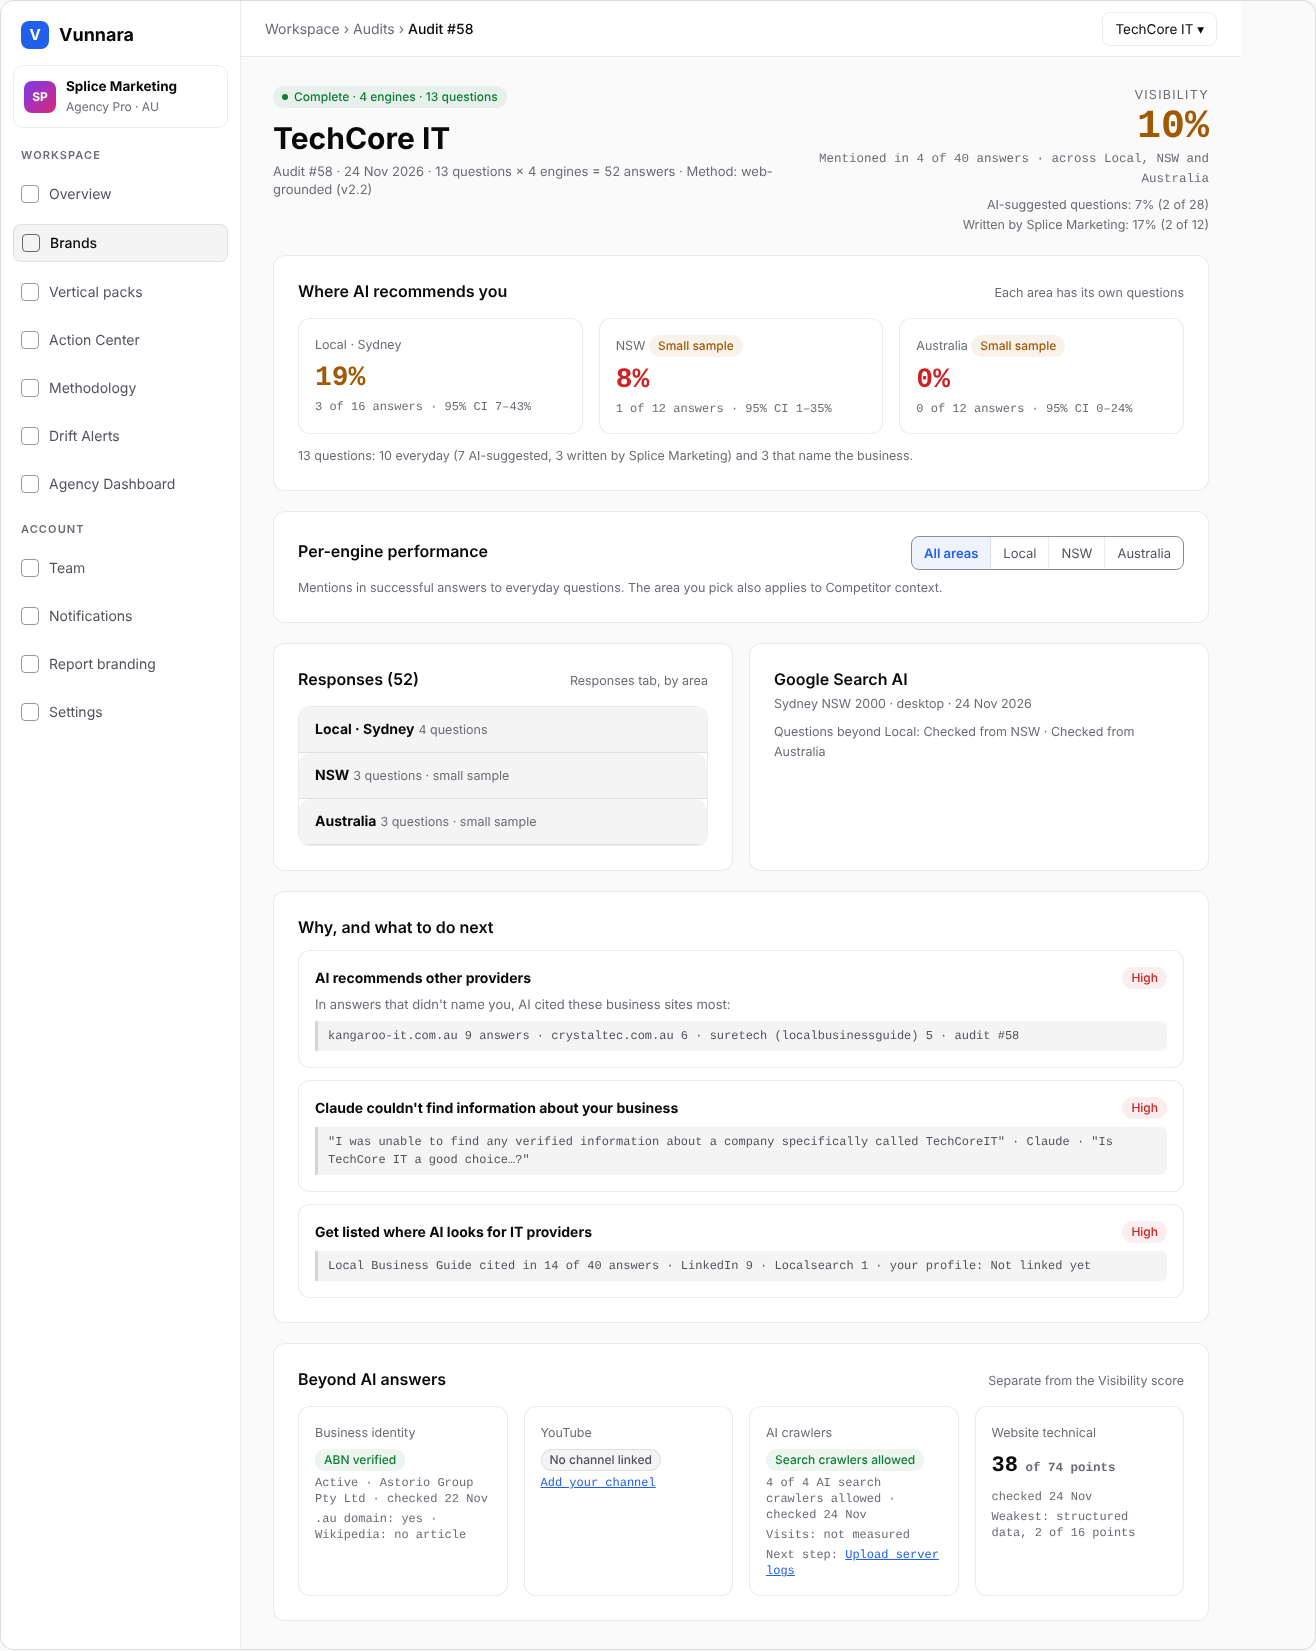 V Vunnara
SP Splice Marketing
Agency Pro · AU
WORKSPACE
Overview
Brands
Vertical packs
Action Center
Methodology
Drift Alerts
Agency Dashboard
ACCOUNT
Team
Notifications
Report branding
Settings
Workspace › Audits › Audit #58
TechCore IT ▾
Complete · 4 engines · 13 questions
TechCore IT
Audit #58 · 24 Nov 2026 · 13 questions × 4 engines = 52 answers · Method: web-
grounded (v2.2)
VISIBILITY
10%
Mentioned in 4 of 40 answers · across Local, NSW and
Australia
AI-suggested questions: 7% (2 of 28)
Written by Splice Marketing: 17% (2 of 12)
Where AI recommends you
Each area has its own questions
Local · Sydney
19%
3 of 16 answers · 95% CI 7–43%
NSW Small sample
8%
1 of 12 answers · 95% CI 1–35%
Australia Small sample
0%
0 of 12 answers · 95% CI 0–24%
13 questions: 10 everyday (7 AI-suggested, 3 written by Splice Marketing) and 3 that name the business.
Per-engine performance
All areas Local NSW Australia
Mentions in successful answers to everyday questions. The area you pick also applies to Competitor context.
Responses (52)
Responses tab, by area
Local · Sydney 4 questions
NSW 3 questions · small sample
Australia 3 questions · small sample
Google Search AI
Sydney NSW 2000 · desktop · 24 Nov 2026
Questions beyond Local: Checked from NSW · Checked from
Australia
Why, and what to do next
AI recommends other providers
High
In answers that didn't name you, AI cited these business sites most:
kangaroo-it.com.au 9 answers · crystaltec.com.au 6 · suretech (localbusinessguide) 5 · audit #58
Claude couldn't find information about your business
High
"I was unable to find any verified information about a company specifically called TechCoreIT" · Claude · "Is
TechCore IT a good choice…?"
Get listed where AI looks for IT providers
High
Local Business Guide cited in 14 of 40 answers · LinkedIn 9 · Localsearch 1 · your profile: Not linked yet
Beyond AI answers
Separate from the Visibility score
Business identity
ABN verified
Active · Astorio Group
Pty Ltd · checked 22 Nov
.au domain: yes ·
Wikipedia: no article
YouTube
No channel linked
Add your channel
AI crawlers
Search crawlers allowed
4 of 4 AI search
crawlers allowed ·
checked 24 Nov
Visits: not measured
Next step: Upload server
logs
Website technical
38 of 74 points
checked 24 Nov
Weakest: structured
data, 2 of 16 points